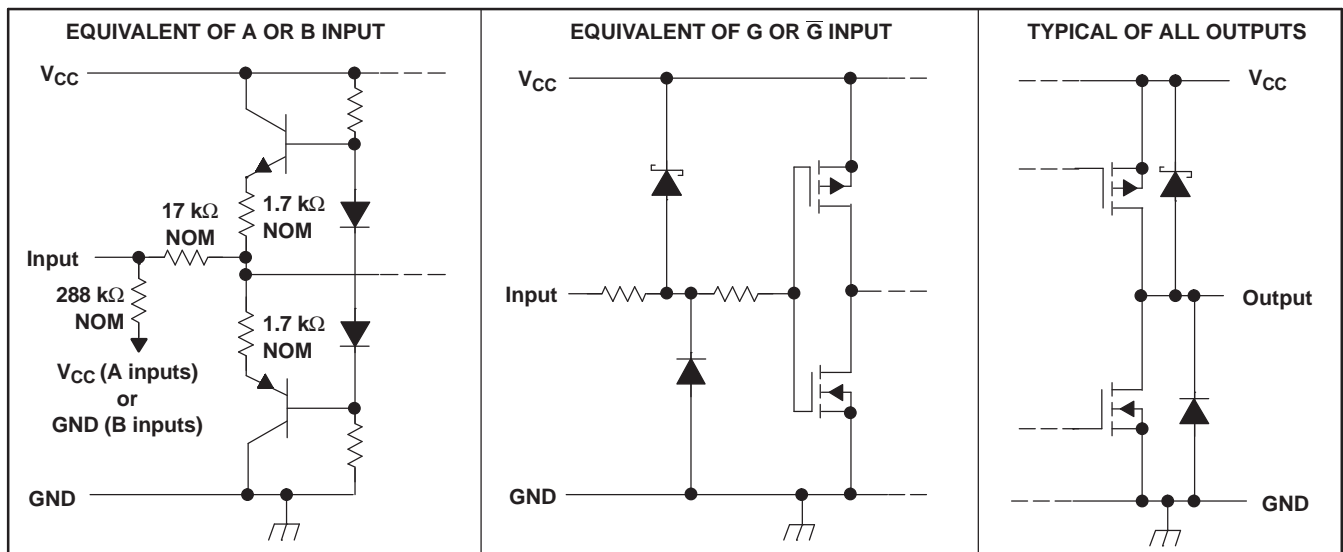 EQUIVALENT OF A OR B INPUT
VCC
17 kΩ
NOM
1.7 kΩ
NOM
Input
288 kΩ
NOM
1.7 kΩ
NOM
VCC (A inputs)
or
GND (B inputs)
GND
EQUIVALENT OF G OR G̅ INPUT
VCC
Input
GND
TYPICAL OF ALL OUTPUTS
VCC
Output
GND